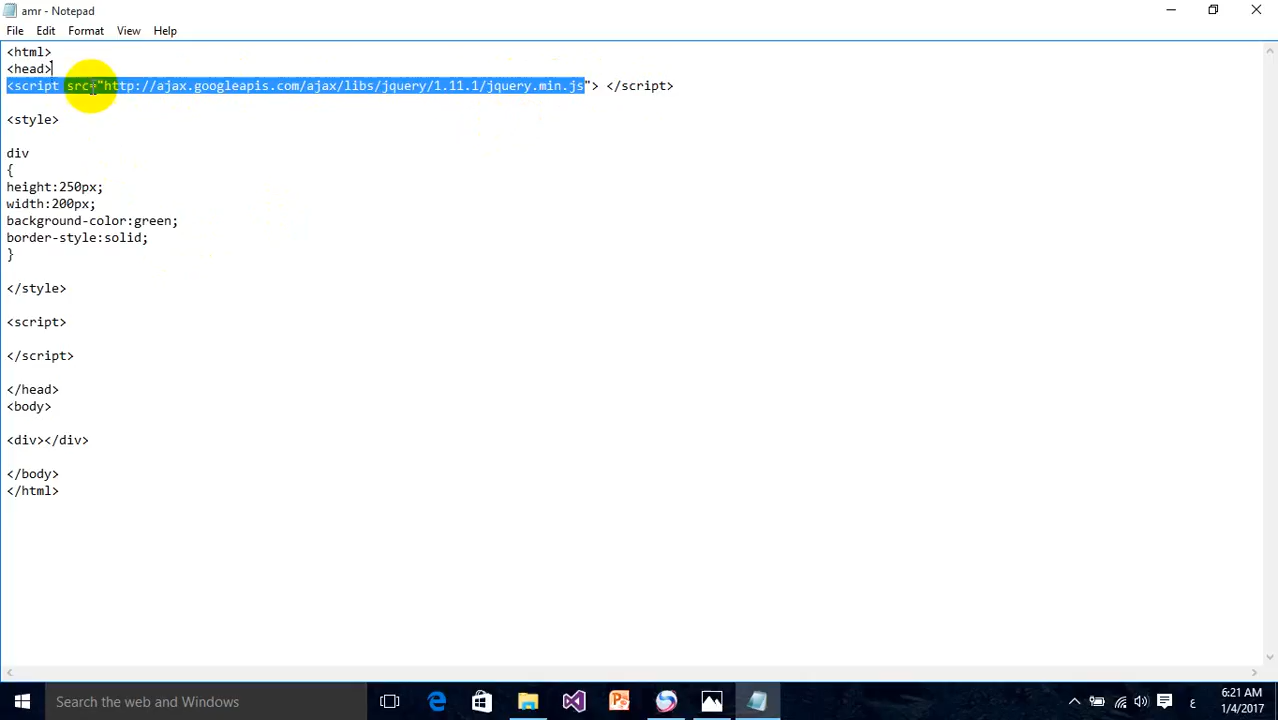 amr - Notepad
File Edit Format View Help
<html>
<head>
<script src="http://ajax.googleapis.com/ajax/libs/jquery/1.11.1/jquery.min.js"> </script>
<style>
div
{
height:250px;
width:200px;
background-color:green;
border-style:solid;
}
</style>
<script>
</script>
</head>
<body>
<div></div>
</body>
</html>
Search the web and Windows
ع
6:21 AM
1/4/2017